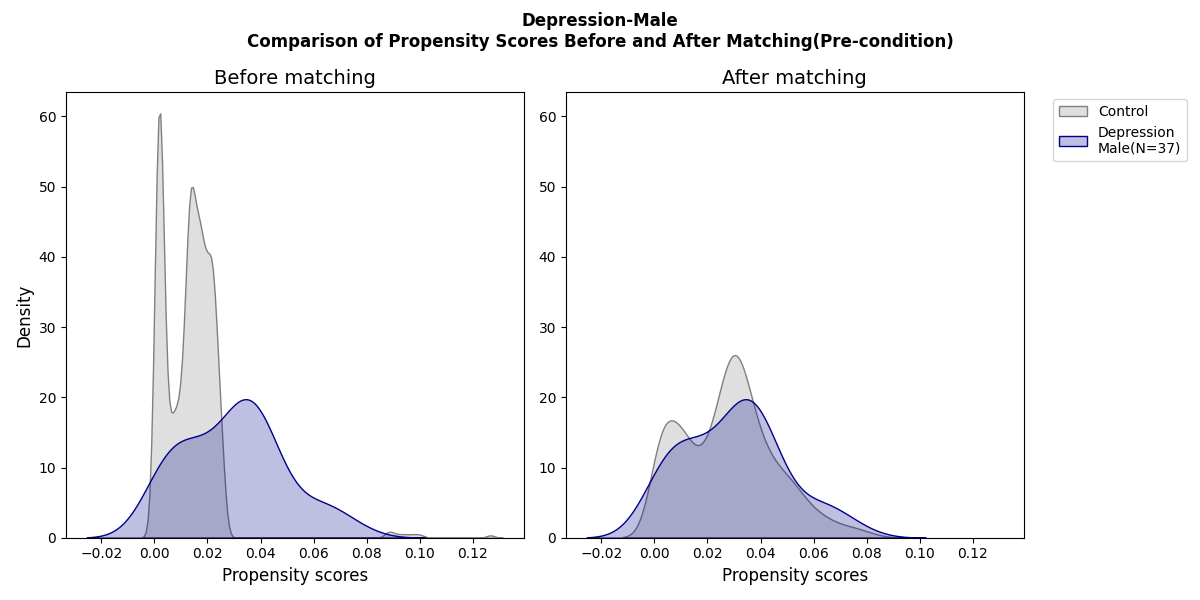 Depression-Male
Comparison of Propensity Scores Before and After Matching(Pre-condition)
Before matching
After matching
Density
60
50
40
30
20
10
0
−0.02 0.00 0.02 0.04 0.06 0.08 0.10 0.12
Propensity scores
60
50
40
30
20
10
0
−0.02 0.00 0.02 0.04 0.06 0.08 0.10 0.12
Propensity scores
Control
Depression
Male(N=37)